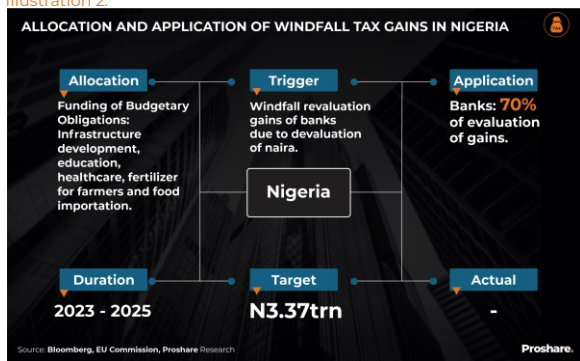 Illustration 2:
ALLOCATION AND APPLICATION OF WINDFALL TAX GAINS IN NIGERIA
TAX
Allocation
Funding of Budgetary
Obligations:
Infrastructure
development,
education,
healthcare, fertilizer
for farmers and food
importation.
Trigger
Windfall revaluation
gains of banks
due to devaluation
of naira.
Application
Banks: 70%
of evaluation
of gains.
Nigeria
Duration
2023 - 2025
Target
N3.37trn
Actual
-
Source: Bloomberg, EU Commission, Proshare Research
Proshare.